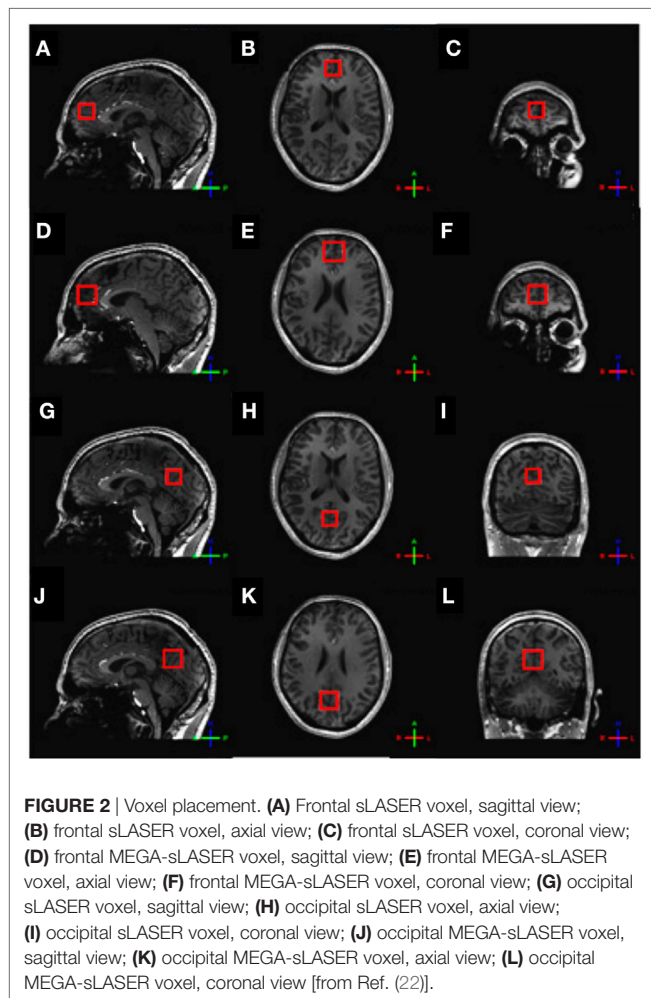 A
B
C
D
E
F
G
H
I
J
K
L
FIGURE 2 | Voxel placement. (A) Frontal sLASER voxel, sagittal view;
(B) frontal sLASER voxel, axial view; (C) frontal sLASER voxel, coronal view;
(D) frontal MEGA-sLASER voxel, sagittal view; (E) frontal MEGA-sLASER
voxel, axial view; (F) frontal MEGA-sLASER voxel, coronal view; (G) occipital
sLASER voxel, sagittal view; (H) occipital sLASER voxel, axial view;
(I) occipital sLASER voxel, coronal view; (J) occipital MEGA-sLASER voxel,
sagittal view; (K) occipital MEGA-sLASER voxel, axial view; (L) occipital
MEGA-sLASER voxel, coronal view [from Ref. (22)].